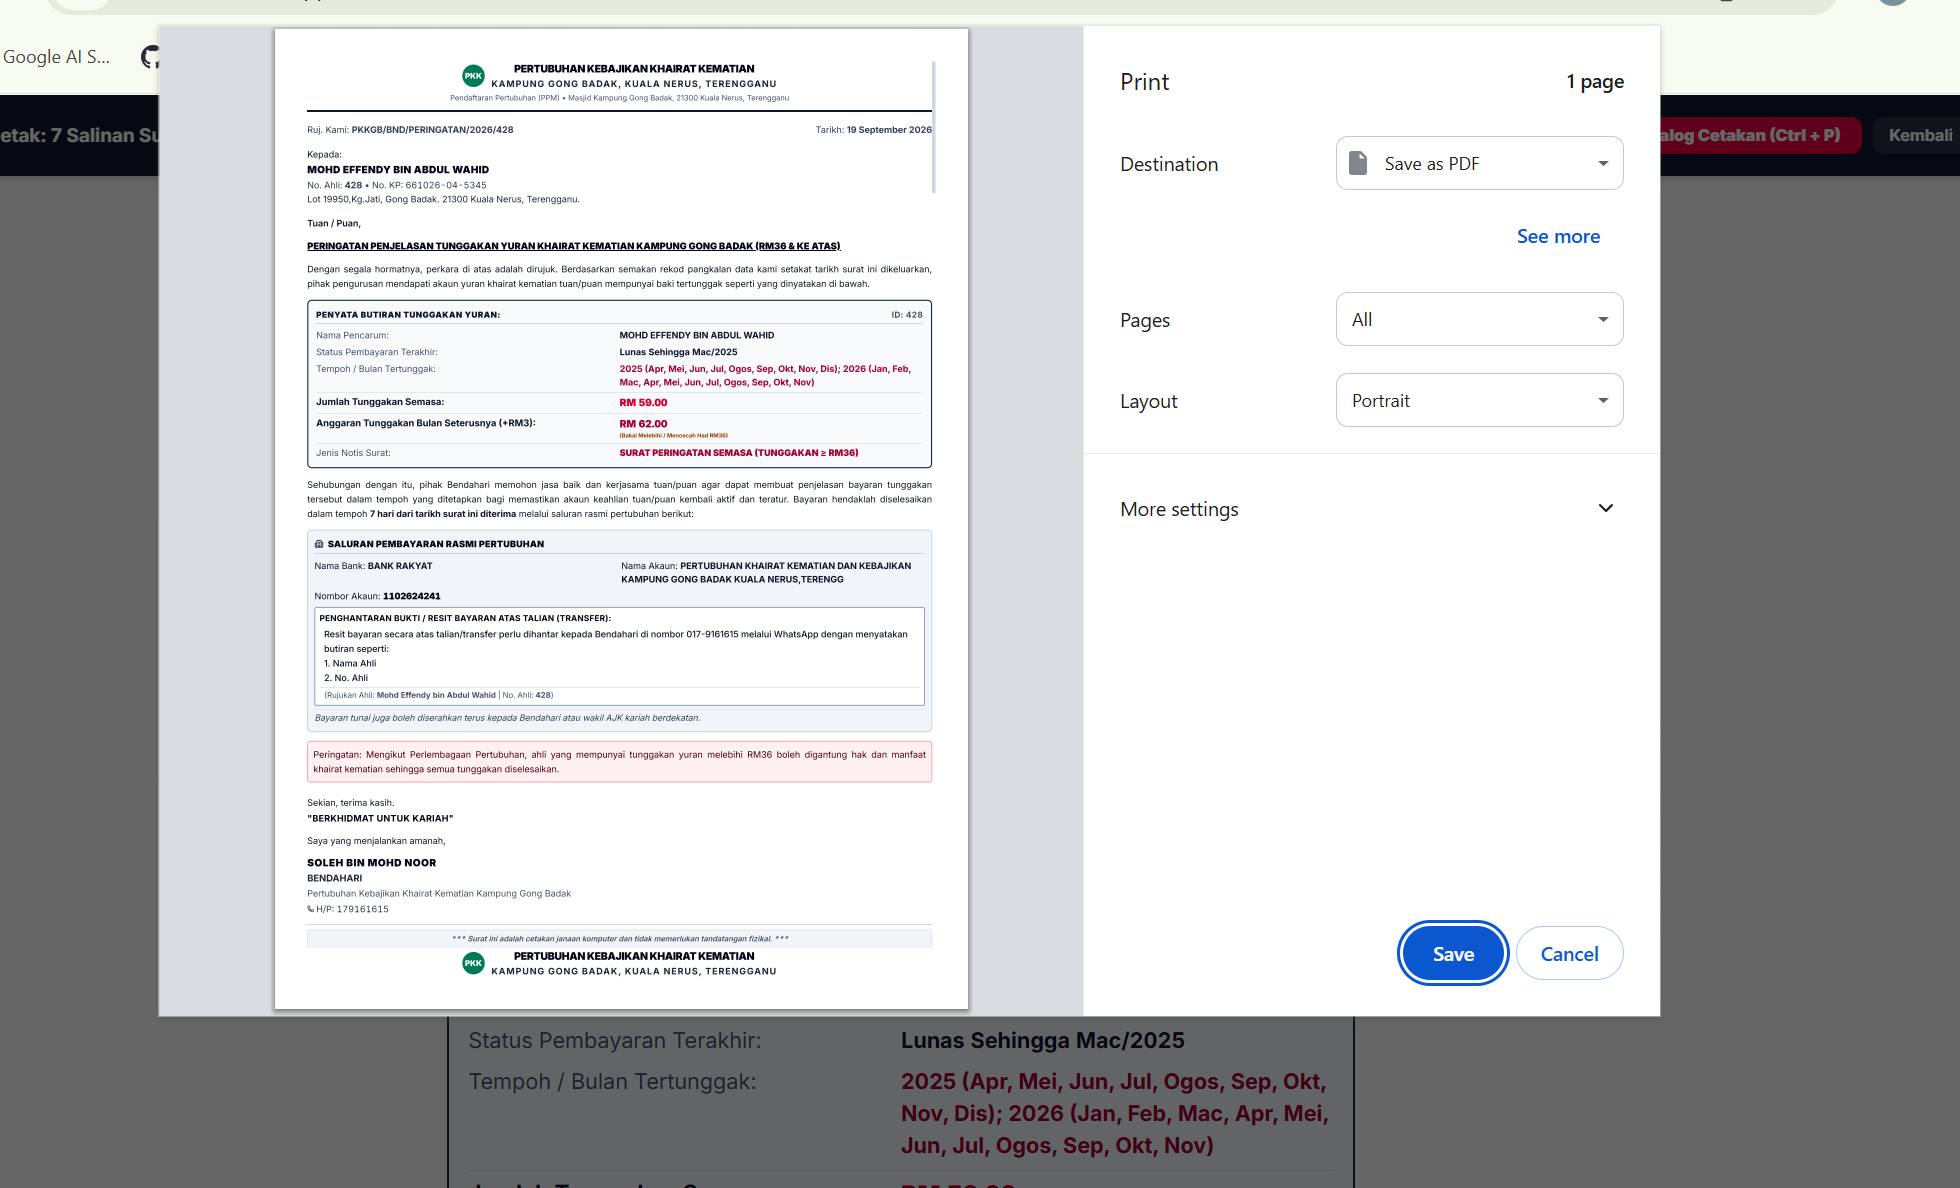 Google AI S...
etak: 7 Salinan Su
alog Cetakan (Ctrl + P)
Kembali
PKK
PERTUBUHAN KEBAJIKAN KHAIRAT KEMATIAN
KAMPUNG GONG BADAK, KUALA NERUS, TERENGGANU
Pendaftaran Pertubuhan (PPM) • Masjid Kampung Gong Badak, 21300 Kuala Nerus, Terengganu
Ruj. Kami: PKKGB/BND/PERINGATAN/2026/428
Tarikh: 19 September 2026
Kepada:
MOHD EFFENDY BIN ABDUL WAHID
No. Ahli: 428 • No. KP: 661026-04-5345
Lot 19950,Kg.Jati, Gong Badak. 21300 Kuala Nerus, Terengganu.
Tuan / Puan,
PERINGATAN PENJELASAN TUNGGAKAN YURAN KHAIRAT KEMATIAN KAMPUNG GONG BADAK (RM36 & KE ATAS)
Dengan segala hormatnya, perkara di atas adalah dirujuk. Berdasarkan semakan rekod pangkalan data kami setakat tarikh surat ini dikeluarkan,
pihak pengurusan mendapati akaun yuran khairat kematian tuan/puan mempunyai baki tertunggak seperti yang dinyatakan di bawah.
PENYATA BUTIRAN TUNGGAKAN YURAN:
ID: 428
Nama Pencarum:
MOHD EFFENDY BIN ABDUL WAHID
Status Pembayaran Terakhir:
Lunas Sehingga Mac/2025
Tempoh / Bulan Tertunggak:
2025 (Apr, Mei, Jun, Jul, Ogos, Sep, Okt, Nov, Dis); 2026 (Jan, Feb,
Mac, Apr, Mei, Jun, Jul, Ogos, Sep, Okt, Nov)
Jumlah Tunggakan Semasa:
RM 59.00
Anggaran Tunggakan Bulan Seterusnya (+RM3):
RM 62.00
(Bakal Melebihi / Mencecah Had RM36)
Jenis Notis Surat:
SURAT PERINGATAN SEMASA (TUNGGAKAN ≥ RM36)
Sehubungan dengan itu, pihak Bendahari memohon jasa baik dan kerjasama tuan/puan agar dapat membuat penjelasan bayaran tunggakan
tersebut dalam tempoh yang ditetapkan bagi memastikan akaun keahlian tuan/puan kembali aktif dan teratur. Bayaran hendaklah diselesaikan
dalam tempoh 7 hari dari tarikh surat ini diterima melalui saluran rasmi pertubuhan berikut:
SALURAN PEMBAYARAN RASMI PERTUBUHAN
Nama Bank: BANK RAKYAT
Nama Akaun: PERTUBUHAN KHAIRAT KEMATIAN DAN KEBAJIKAN
KAMPUNG GONG BADAK KUALA NERUS,TERENGG
Nombor Akaun: 1102624241
PENGHANTARAN BUKTI / RESIT BAYARAN ATAS TALIAN (TRANSFER):
Resit bayaran secara atas talian/transfer perlu dihantar kepada Bendahari di nombor 017-9161615 melalui WhatsApp dengan menyatakan
butiran seperti:
1. Nama Ahli
2. No. Ahli
(Rujukan Ahli: Mohd Effendy bin Abdul Wahid | No. Ahli: 428)
Bayaran tunai juga boleh diserahkan terus kepada Bendahari atau wakil AJK kariah berdekatan.
Peringatan: Mengikut Perlembagaan Pertubuhan, ahli yang mempunyai tunggakan yuran melebihi RM36 boleh digantung hak dan manfaat
khairat kematian sehingga semua tunggakan diselesaikan.
Sekian, terima kasih.
"BERKHIDMAT UNTUK KARIAH"
Saya yang menjalankan amanah,
SOLEH BIN MOHD NOOR
BENDAHARI
Pertubuhan Kebajikan Khairat Kematian Kampung Gong Badak
H/P: 179161615
*** Surat ini adalah cetakan janaan komputer dan tidak memerlukan tandatangan fizikal. ***
PKK
PERTUBUHAN KEBAJIKAN KHAIRAT KEMATIAN
KAMPUNG GONG BADAK, KUALA NERUS, TERENGGANU
Print
1 page
Destination
Save as PDF
See more
Pages
All
Layout
Portrait
More settings
Save
Cancel
Status Pembayaran Terakhir:
Lunas Sehingga Mac/2025
Tempoh / Bulan Tertunggak:
2025 (Apr, Mei, Jun, Jul, Ogos, Sep, Okt,
Nov, Dis); 2026 (Jan, Feb, Mac, Apr, Mei,
Jun, Jul, Ogos, Sep, Okt, Nov)